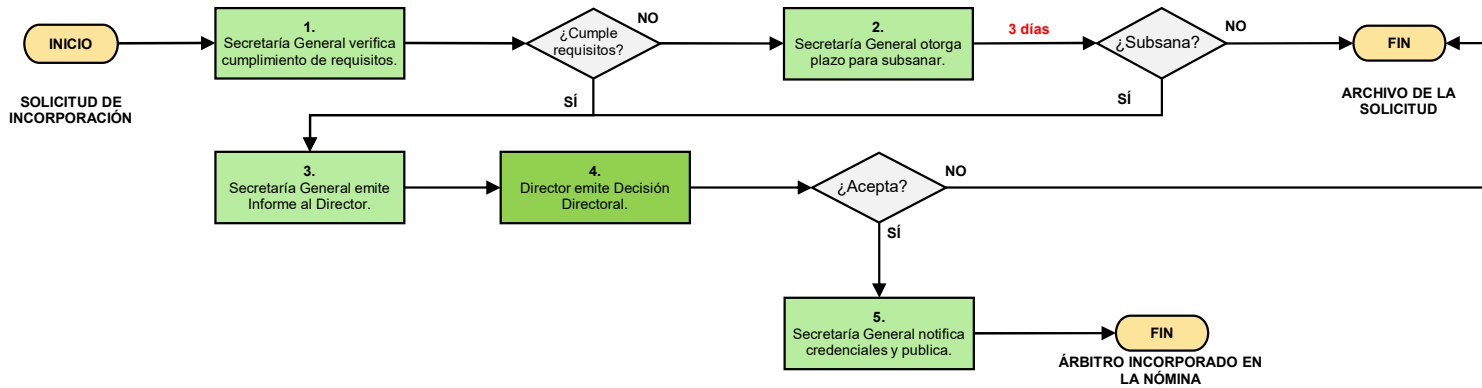 INICIO
SOLICITUD DE
INCORPORACIÓN
1.
Secretaría General verifica
cumplimiento de requisitos.
¿Cumple
requisitos?
NO
SÍ
2.
Secretaría General otorga
plazo para subsanar.
3 días
¿Subsana?
NO
SÍ
FIN
ARCHIVO DE LA
SOLICITUD
3.
Secretaría General emite
Informe al Director.
4.
Director emite Decisión
Directoral.
¿Acepta?
NO
SÍ
5.
Secretaría General notifica
credenciales y publica.
FIN
ÁRBITRO INCORPORADO EN
LA NÓMINA